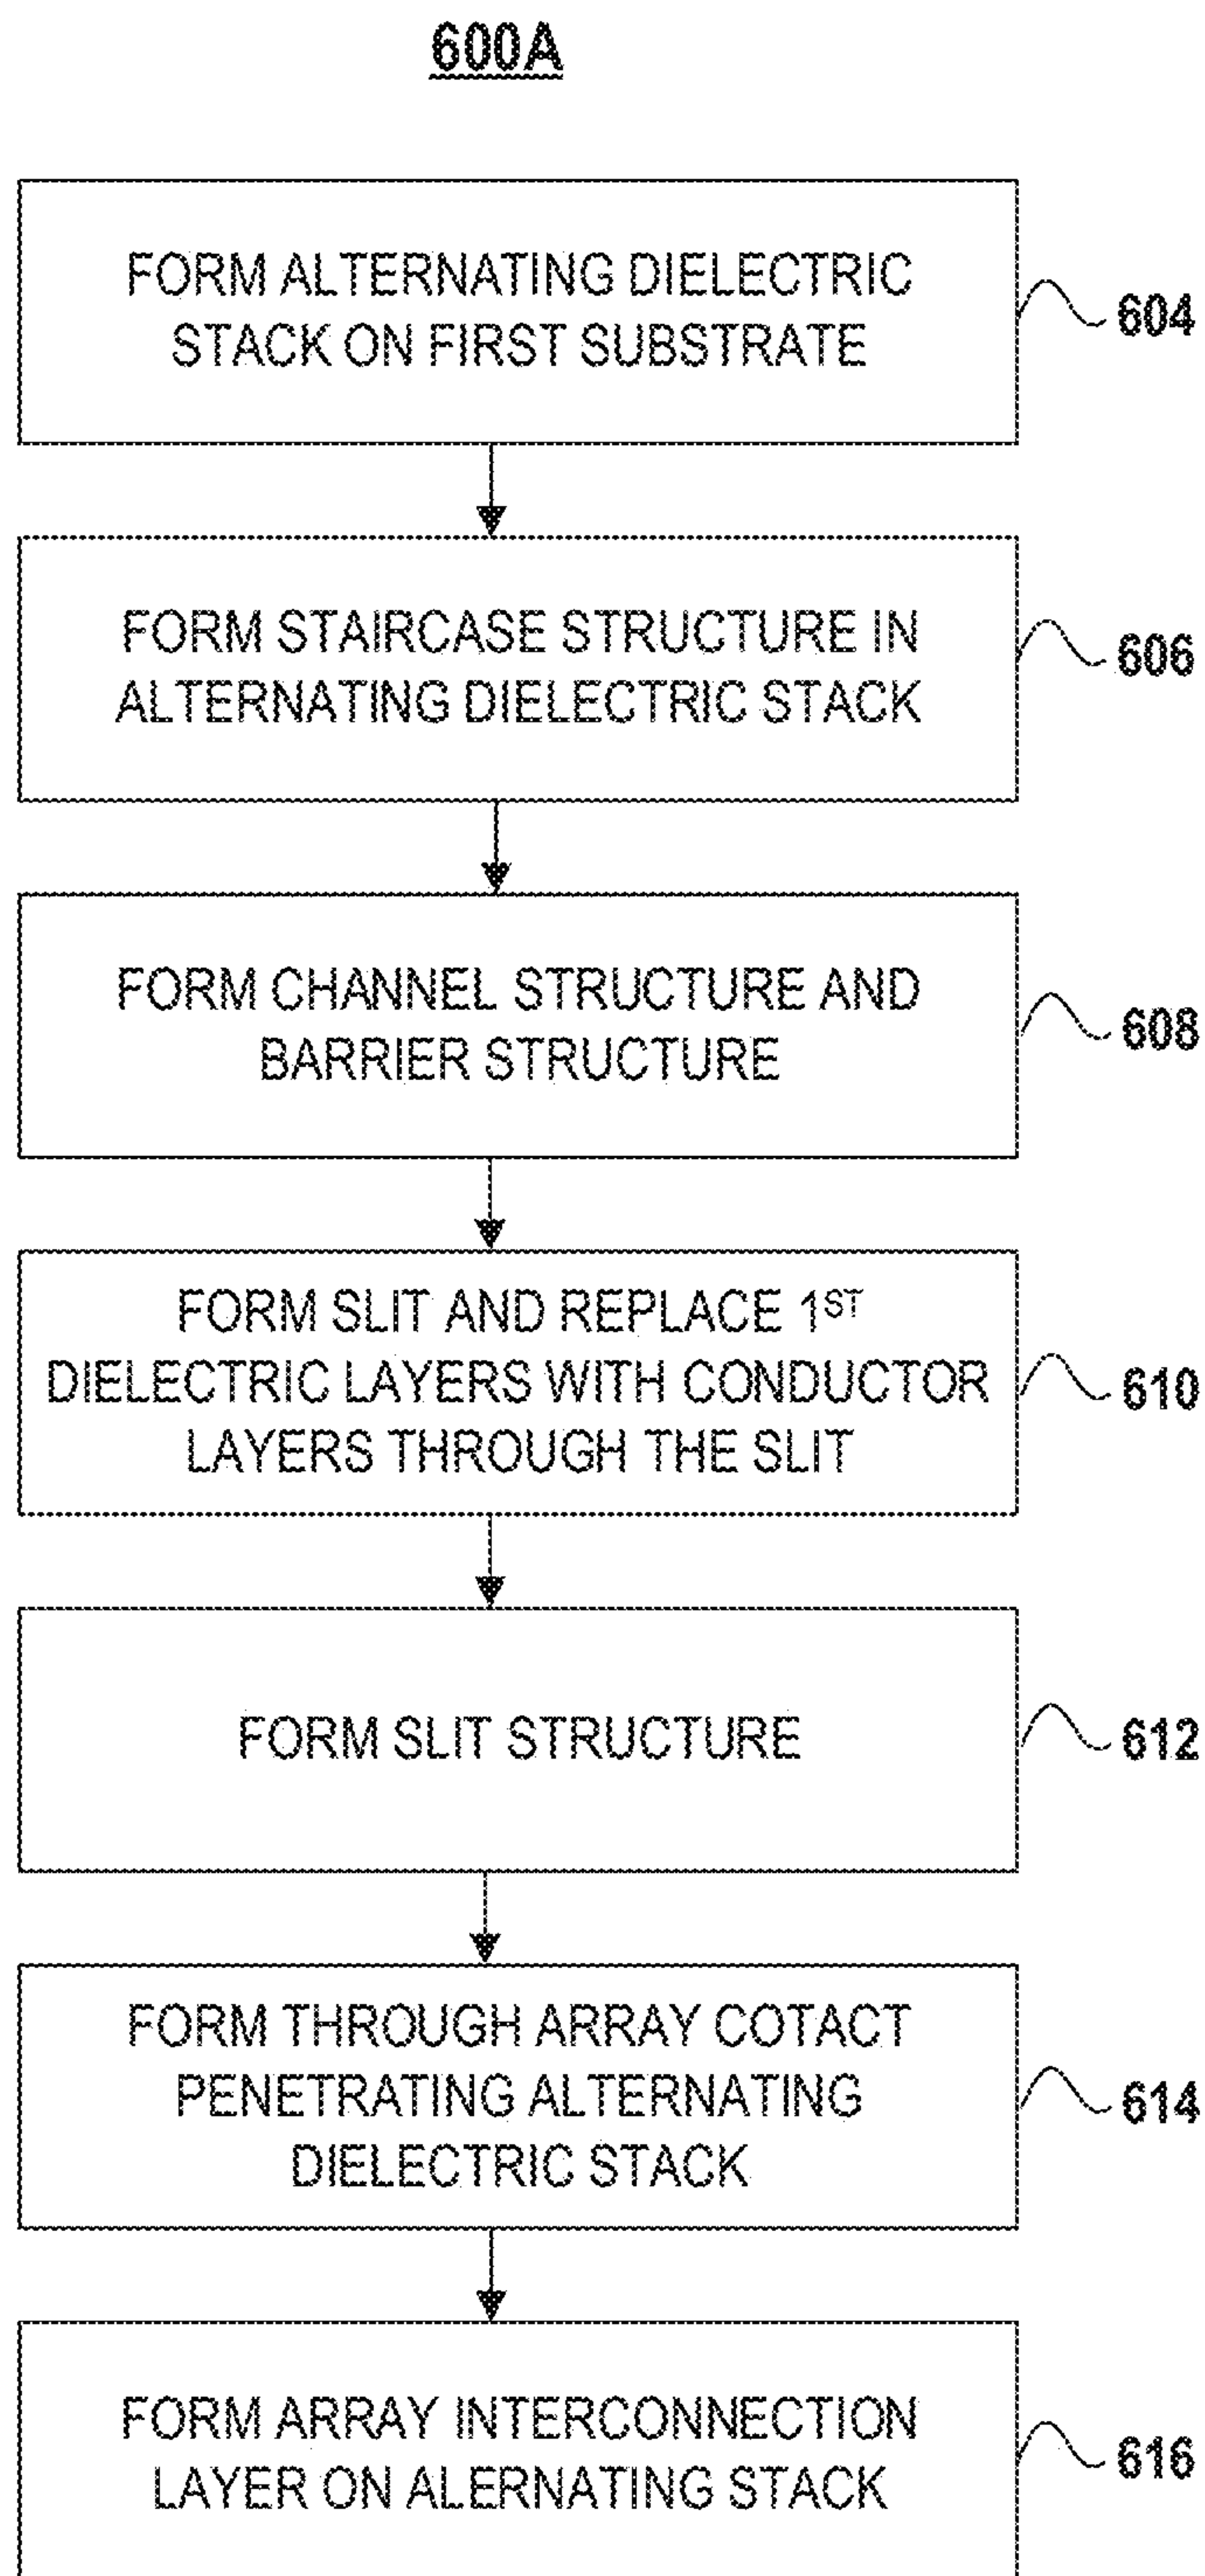 600A
FORM ALTERNATING DIELECTRIC
STACK ON FIRST SUBSTRATE
604
FORM STAIRCASE STRUCTURE IN
ALTERNATING DIELECTRIC STACK
606
FORM CHANNEL STRUCTURE AND
BARRIER STRUCTURE
608
FORM SLIT AND REPLACE 1ST
DIELECTRIC LAYERS WITH CONDUCTOR
LAYERS THROUGH THE SLIT
610
FORM SLIT STRUCTURE
612
FORM THROUGH ARRAY COTACT
PENETRATING ALTERNATING
DIELECTRIC STACK
614
FORM ARRAY INTERCONNECTION
LAYER ON ALERNATING STACK
616